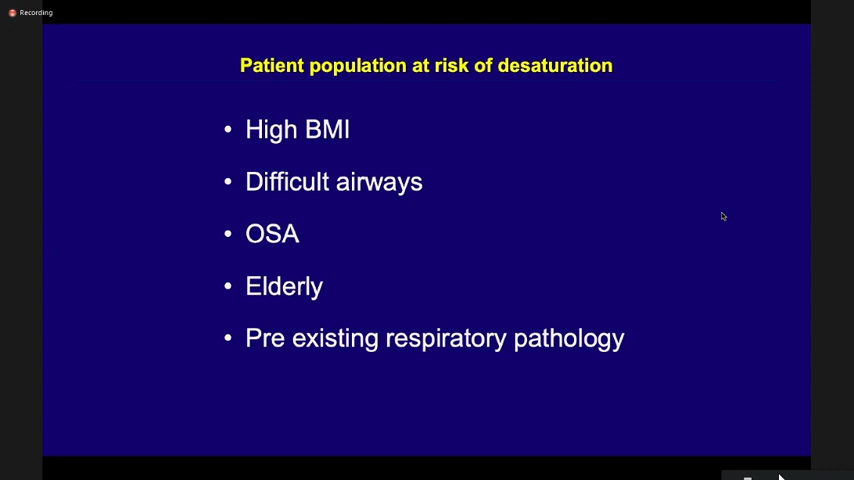 Recording
Patient population at risk of desaturation
• High BMI
• Difficult airways
• OSA
• Elderly
• Pre existing respiratory pathology